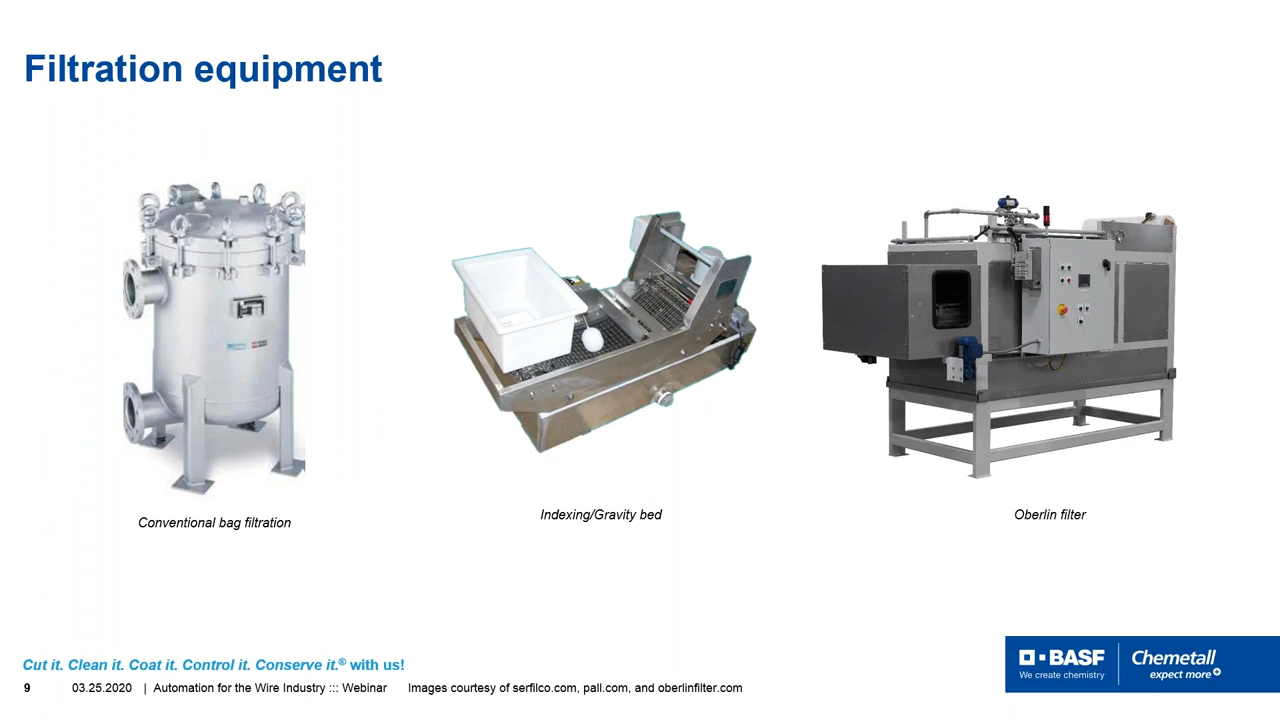 Filtration equipment
Conventional bag filtration
Indexing/Gravity bed
Oberlin filter
Cut it. Clean it. Coat it. Control it. Conserve it.® with us!
9 03.25.2020 | Automation for the Wire Industry ::: Webinar Images courtesy of serfilco.com, pall.com, and oberlinfilter.com
BASF
We create chemistry
Chemetall
expect more